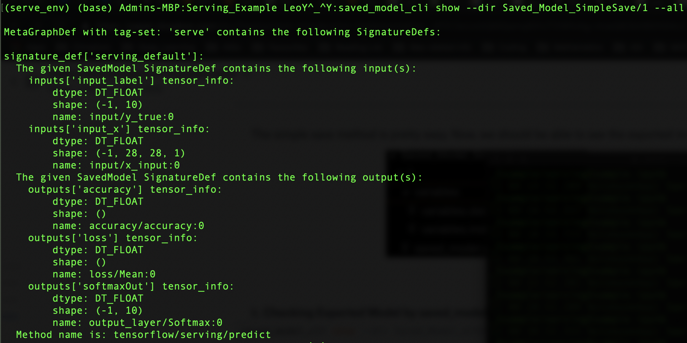 (serve_env) (base) Admins-MBP:Serving_Example LeoY^_^Y:saved_model_cli show --dir Saved_Model_SimpleSave/1 --all
MetaGraphDef with tag-set: 'serve' contains the following SignatureDefs:
signature_def['serving_default']:
  The given SavedModel SignatureDef contains the following input(s):
    inputs['input_label'] tensor_info:
        dtype: DT_FLOAT
        shape: (-1, 10)
        name: input/y_true:0
    inputs['input_x'] tensor_info:
        dtype: DT_FLOAT
        shape: (-1, 28, 28, 1)
        name: input/x_input:0
  The given SavedModel SignatureDef contains the following output(s):
    outputs['accuracy'] tensor_info:
        dtype: DT_FLOAT
        shape: ()
        name: accuracy/accuracy:0
    outputs['loss'] tensor_info:
        dtype: DT_FLOAT
        shape: ()
        name: loss/Mean:0
    outputs['softmaxOut'] tensor_info:
        dtype: DT_FLOAT
        shape: (-1, 10)
        name: output_layer/Softmax:0
  Method name is: tensorflow/serving/predict